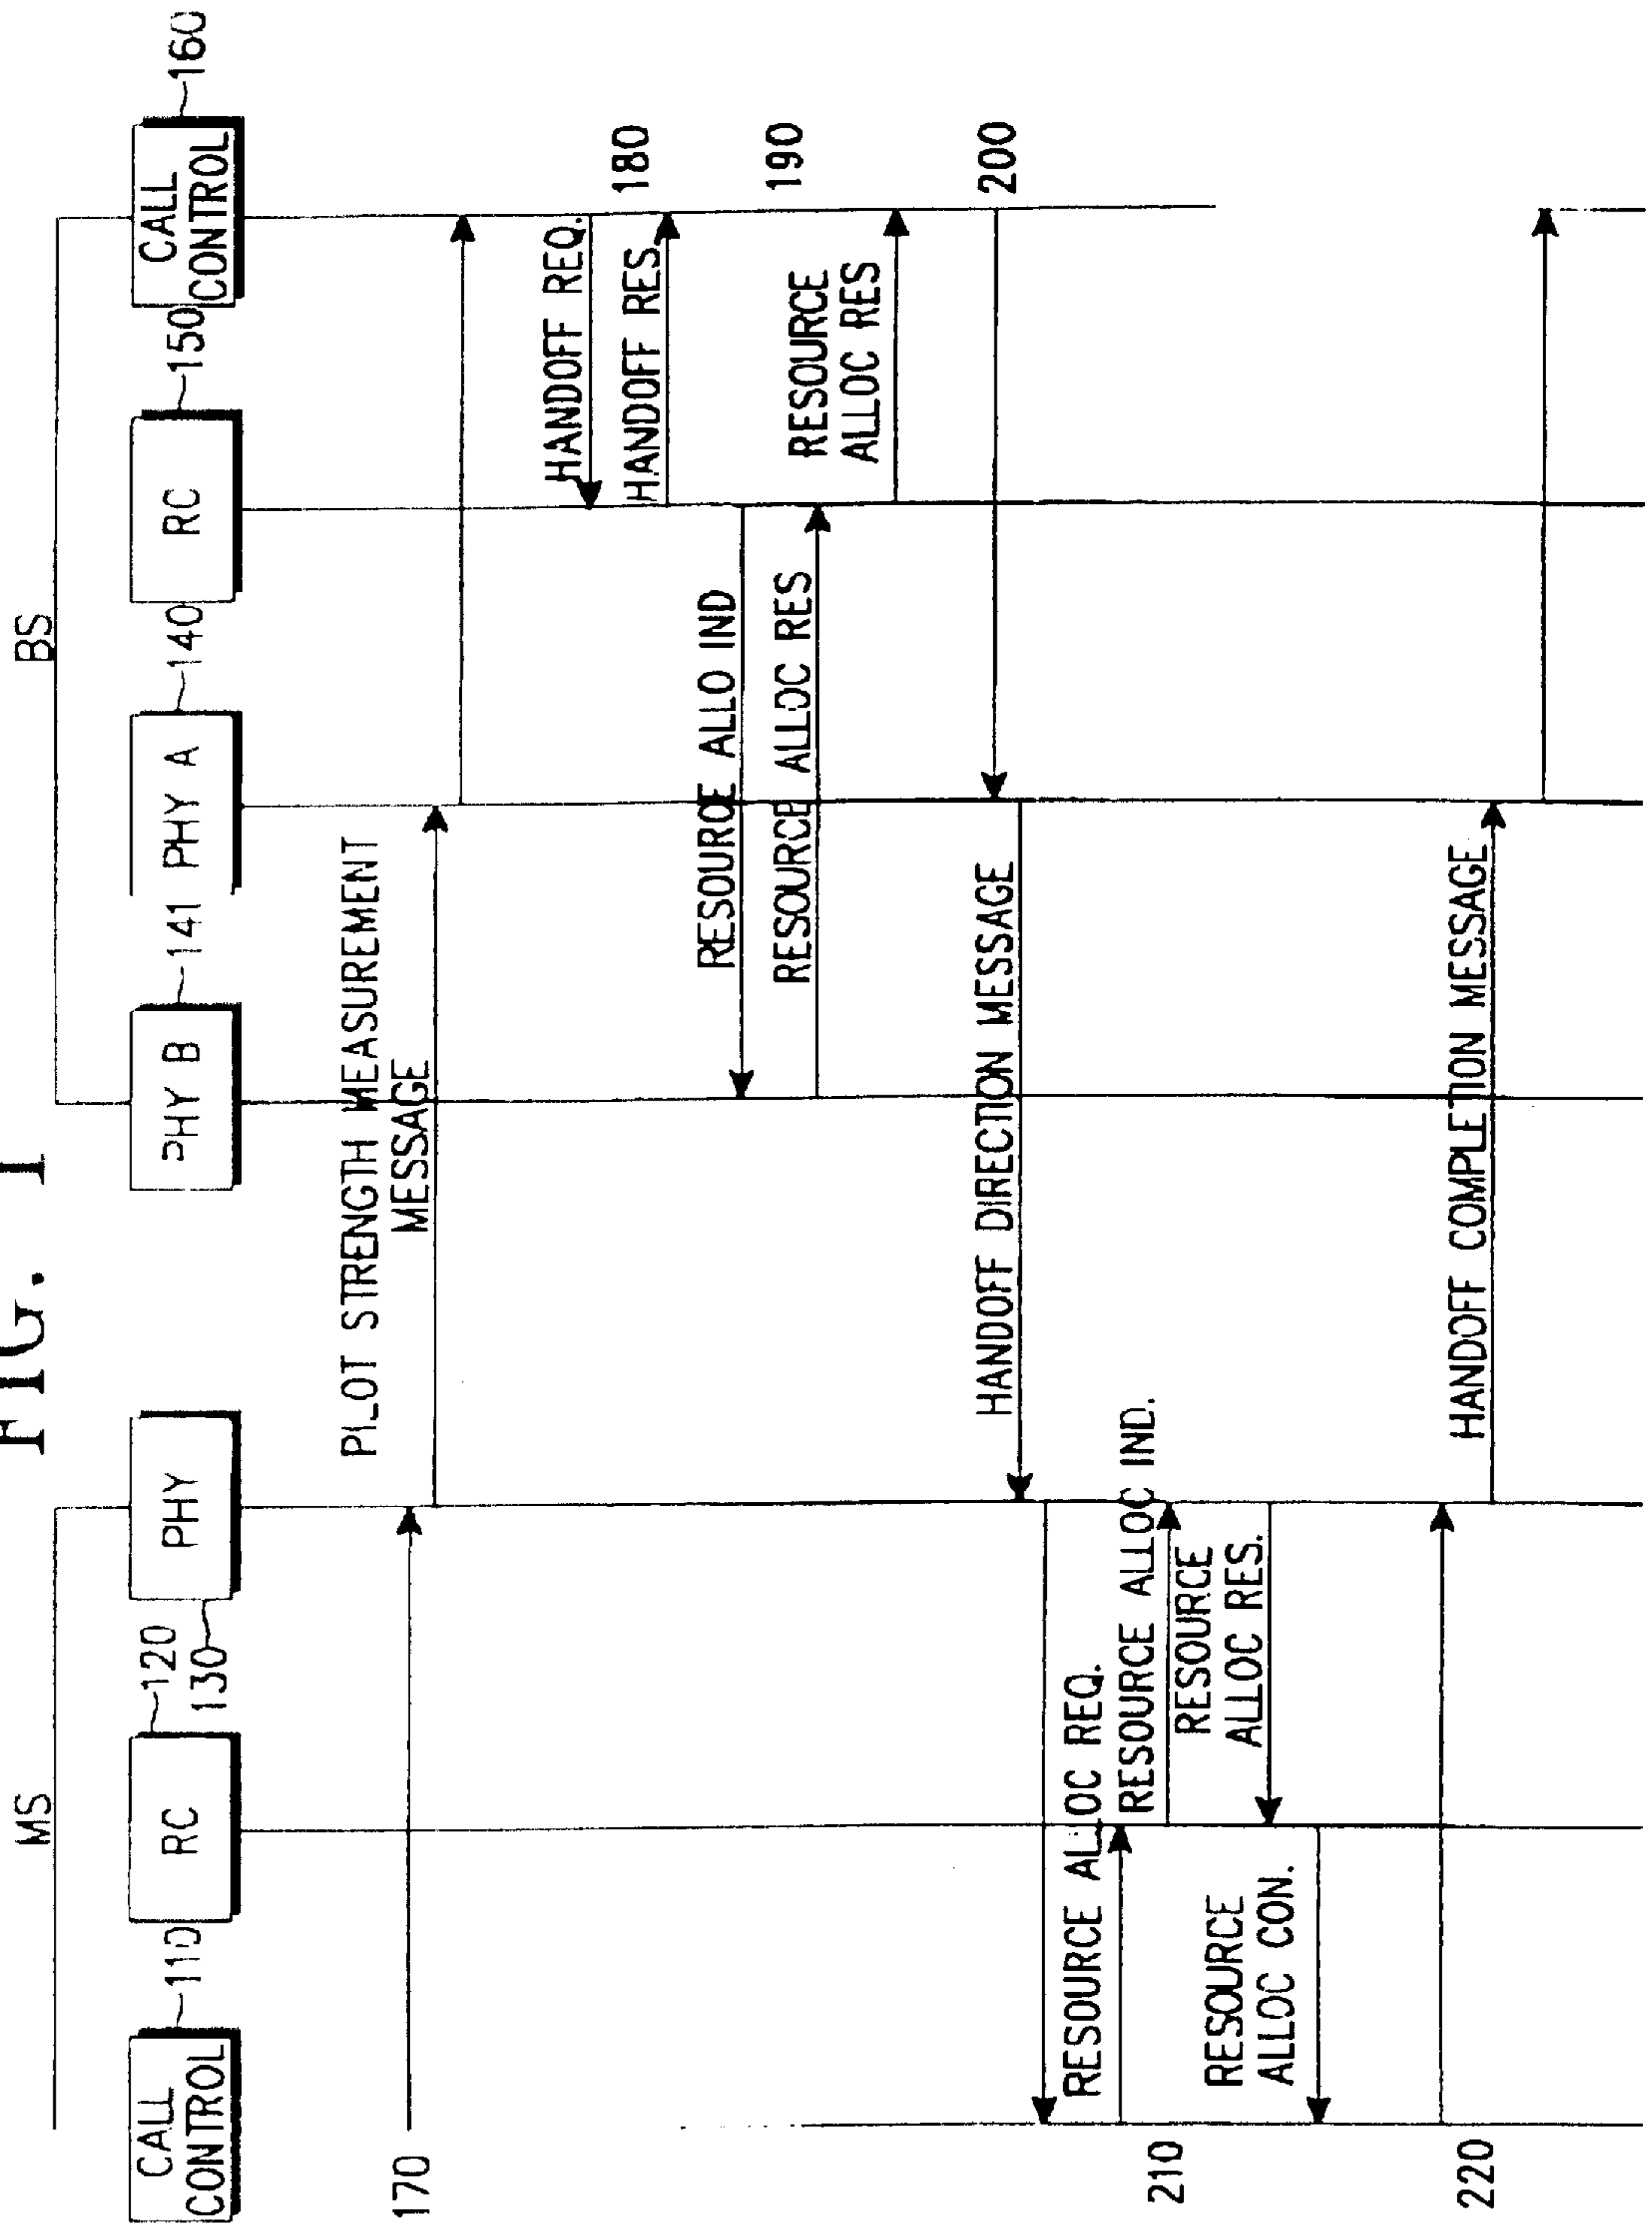 FIG. 1
MS
BS
CALL
CONTROL
110
RC
120
130
PHY
PHY B
141
PHY A
140
RC
150
CALL
CONTROL
160
170
PILOT STRENGTH MEASUREMENT
MESSAGE
HANDOFF REQ.
180
HANDOFF RES.
RESOURCE ALLO IND
190
RESOURCE ALLOC RES
RESOURCE
ALLOC RES
200
HANDOFF DIRECTION MESSAGE
RESOURCE ALLOC REQ.
210
RESOURCE ALLOC IND.
RESOURCE
ALLOC RES.
RESOURCE
ALLOC CON.
220
HANDOFF COMPLETION MESSAGE